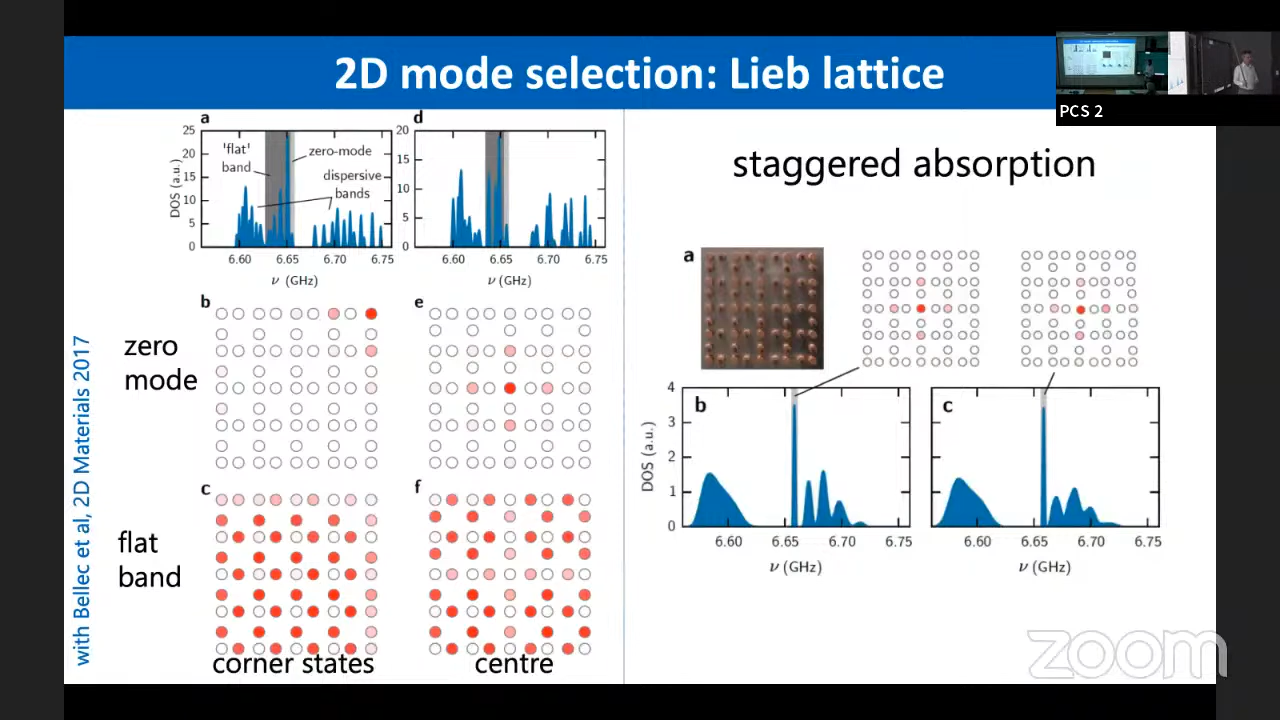 2D mode selection: Lieb lattice
PCS 2
with Bellec et al, 2D Materials 2017
a
25
20
15
10
5
0
DOS (a.u.)
'flat'
band
zero-mode
dispersive
bands
6.60
6.65
6.70
6.75
ν (GHz)
d
20
15
10
5
0
6.60
6.65
6.70
6.75
ν (GHz)
b
e
zero
mode
c
f
flat
band
corner states
centre
staggered absorption
a
b
4
3
2
1
0
DOS (a.u.)
6.60
6.65
6.70
6.75
ν (GHz)
c
6.60
6.65
6.70
6.75
ν (GHz)
zoom